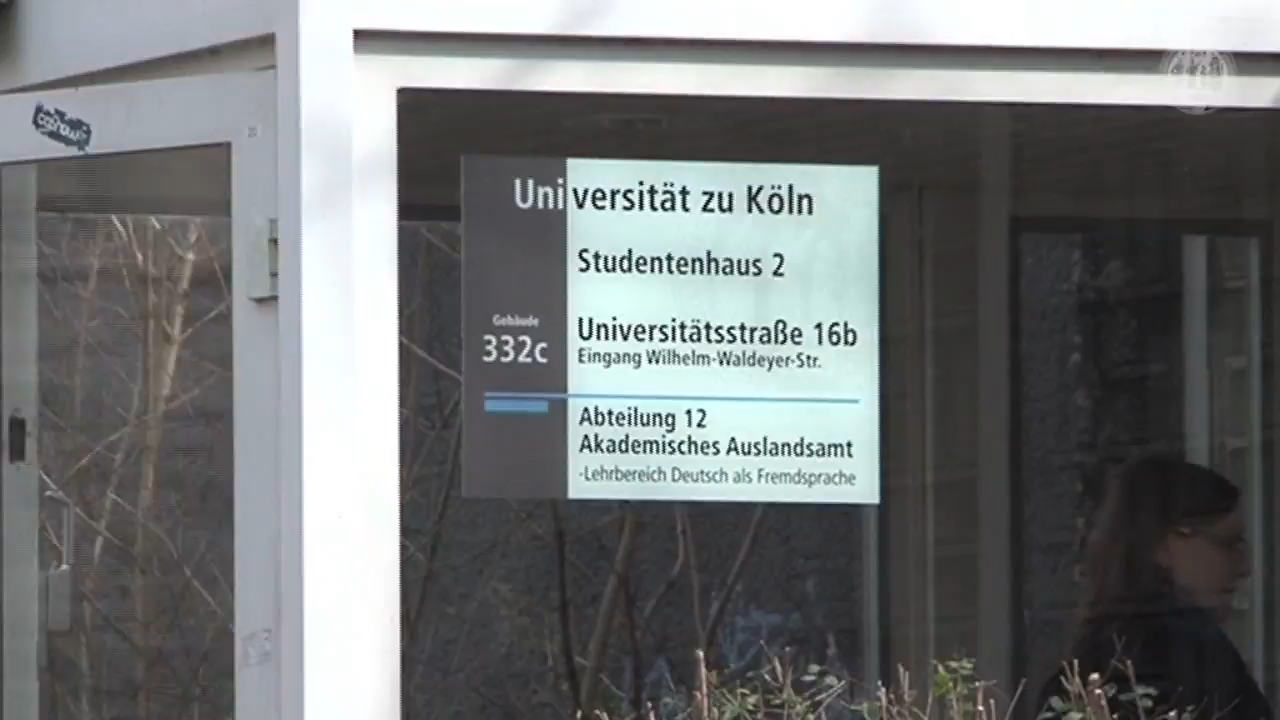 Universität zu Köln
Studentenhaus 2
Gebäude
332c
Universitätsstraße 16b
Eingang Wilhelm-Waldeyer-Str.
Abteilung 12
Akademisches Auslandsamt
-Lehrbereich Deutsch als Fremdsprache